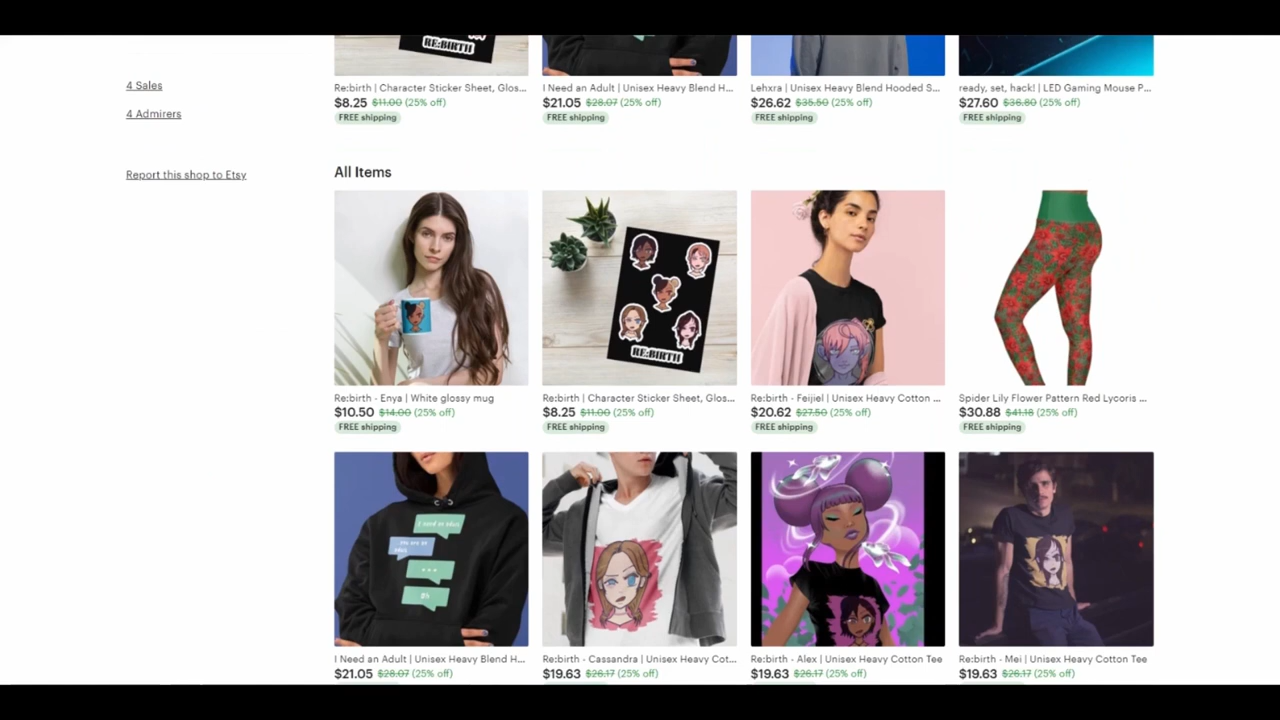 RE:BIRTH
4 Sales
4 Admirers
Report this shop to Etsy
Re:birth | Character Sticker Sheet, Glos...
$8.25 $11.00 (25% off)
FREE shipping
I Need an Adult | Unisex Heavy Blend H...
$21.05 $28.07 (25% off)
FREE shipping
Lehxra | Unisex Heavy Blend Hooded S...
$26.62 $35.50 (25% off)
FREE shipping
ready, set, hack! | LED Gaming Mouse P...
$27.60 $36.80 (25% off)
FREE shipping
All Items
RE:BIRTH
Re:birth - Enya | White glossy mug
$10.50 $14.00 (25% off)
FREE shipping
Re:birth | Character Sticker Sheet, Glos...
$8.25 $11.00 (25% off)
FREE shipping
Re:birth - Feijiel | Unisex Heavy Cotton ...
$20.62 $27.50 (25% off)
FREE shipping
Spider Lily Flower Pattern Red Lycoris ...
$30.88 $41.18 (25% off)
FREE shipping
I need an adult
I Need an Adult | Unisex Heavy Blend H...
$21.05 $28.07 (25% off)
Re:birth - Cassandra | Unisex Heavy Cot...
$19.63 $26.17 (25% off)
Re:birth - Alex | Unisex Heavy Cotton Tee
$19.63 $26.17 (25% off)
Re:birth - Mei | Unisex Heavy Cotton Tee
$19.63 $26.17 (25% off)